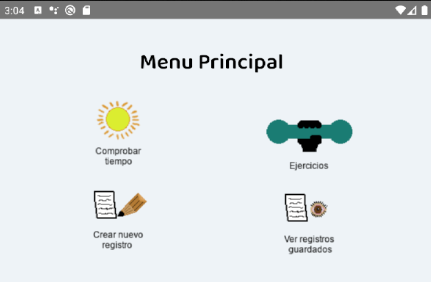 3:04
Menu Principal
Comprobar
tiempo
Ejercicios
Crear nuevo
registro
Ver registros
guardados